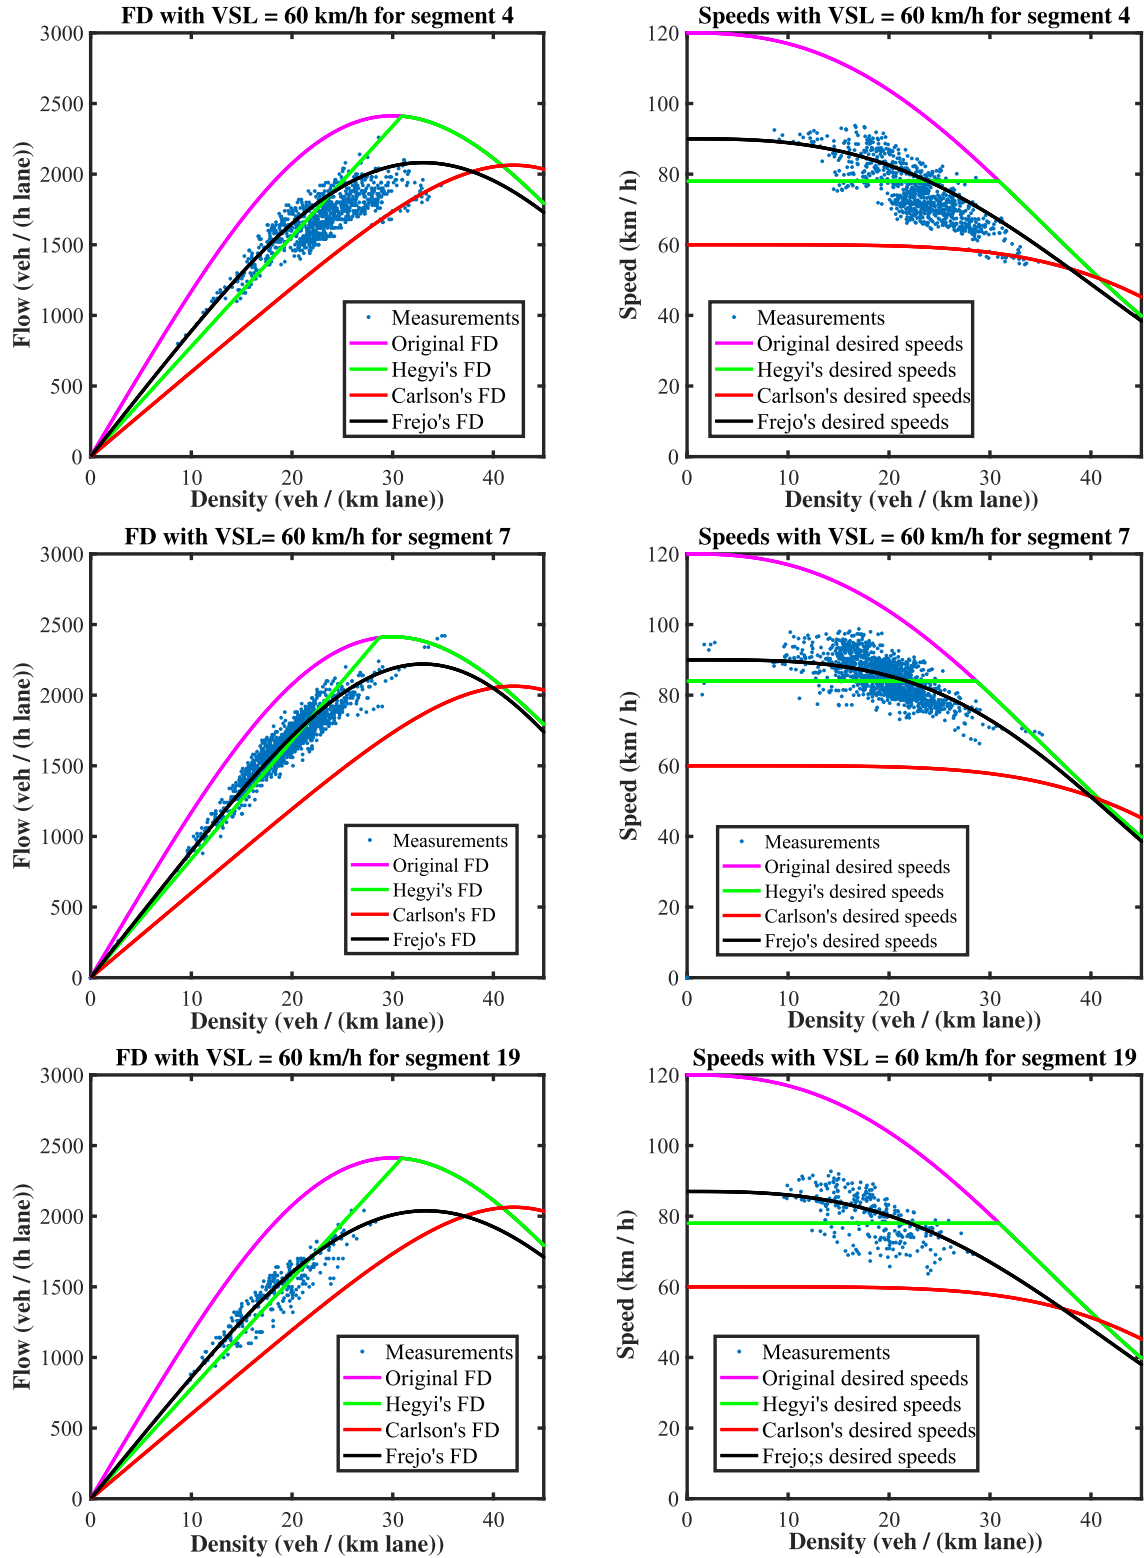 FD with VSL = 60 km/h for segment 4
3000
2500
2000
1500
1000
500
0
Flow (veh / (h lane))
Measurements
Original FD
Hegyi's FD
Carlson's FD
Frejo's FD
0 10 20 30 40
Density (veh / (km lane))
Speeds with VSL = 60 km/h for segment 4
120
100
80
60
40
20
0
Speed (km / h)
Measurements
Original desired speeds
Hegyi's desired speeds
Carlson's desired speeds
Frejo's desired speeds
0 10 20 30 40
Density (veh / (km lane))
FD with VSL= 60 km/h for segment 7
3000
2500
2000
1500
1000
500
0
Flow (veh / (h lane))
Measurements
Original FD
Hegyi's FD
Carlson's FD
Frejo's FD
0 10 20 30 40
Density (veh / (km lane))
Speeds with VSL = 60 km/h for segment 7
120
100
80
60
40
20
0
Speed (km / h)
Measurements
Original desired speeds
Hegyi's desired speeds
Carlson's desired speeds
Frejo's desired speeds
0 10 20 30 40
Density (veh / (km lane))
FD with VSL = 60 km/h for segment 19
3000
2500
2000
1500
1000
500
0
Flow (veh / (h lane))
Measurements
Original FD
Hegyi's FD
Carlson's FD
Frejo's FD
0 10 20 30 40
Density (veh / (km lane))
Speeds with VSL = 60 km/h for segment 19
120
100
80
60
40
20
0
Speed (km / h)
Measurements
Original desired speeds
Hegyi's desired speeds
Carlson's desired speeds
Frejo;s desired speeds
0 10 20 30 40
Density (veh / (km lane))